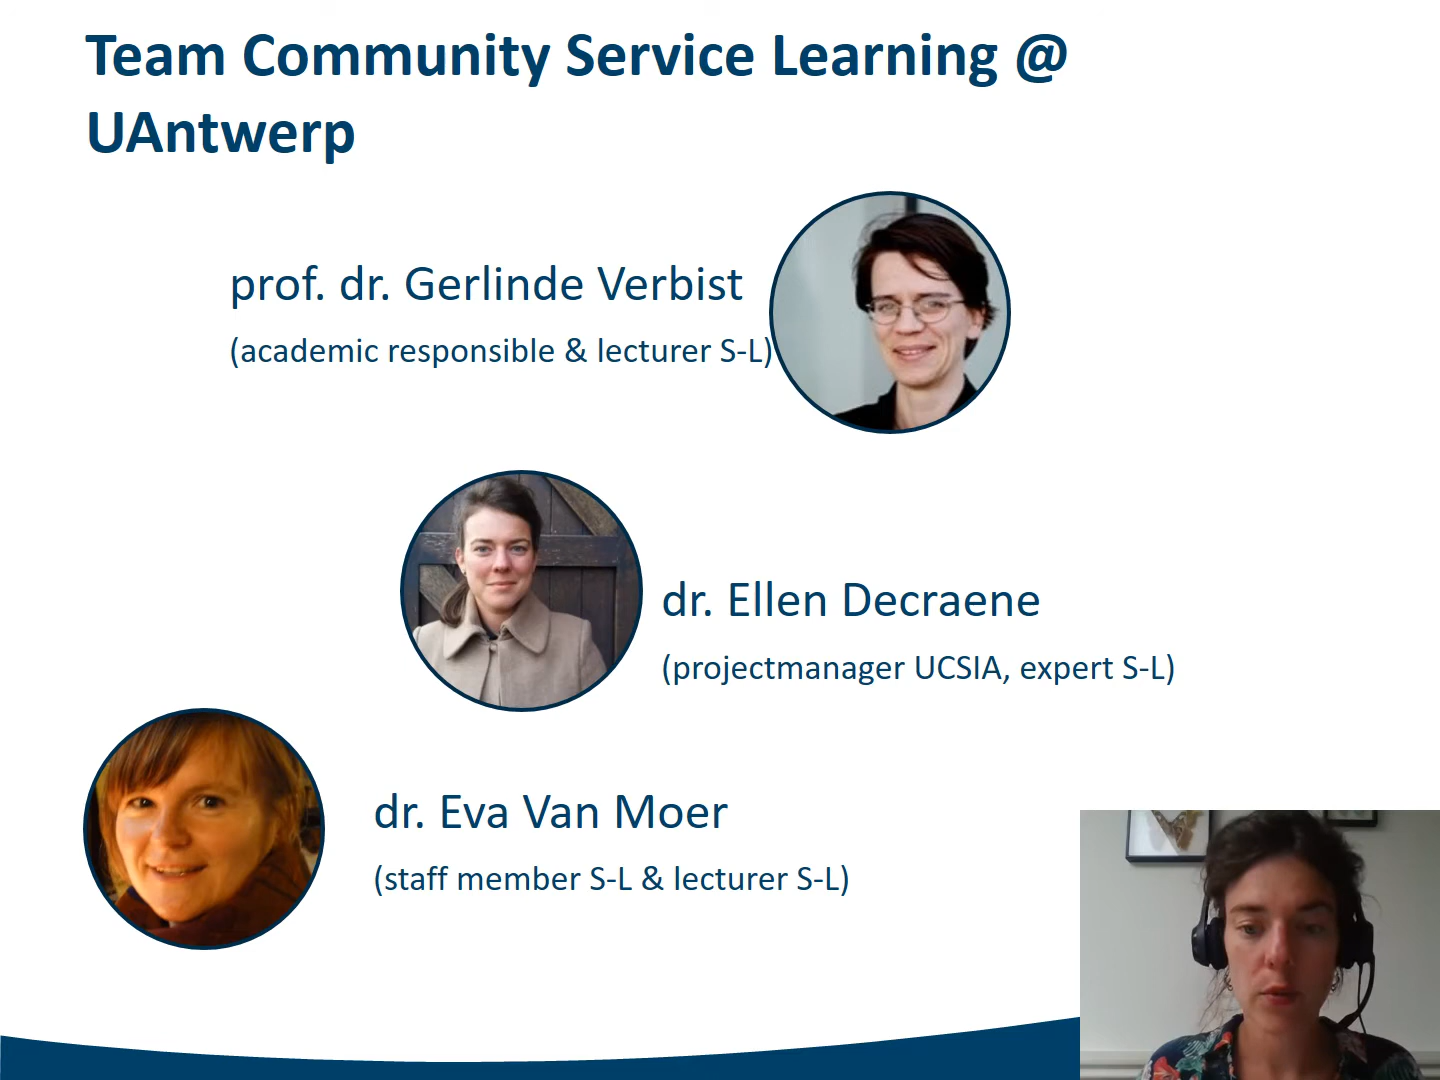 Team Community Service Learning @
UAntwerp
prof. dr. Gerlinde Verbist
(academic responsible & lecturer S-L)
dr. Ellen Decraene
(projectmanager UCSIA, expert S-L)
dr. Eva Van Moer
(staff member S-L & lecturer S-L)